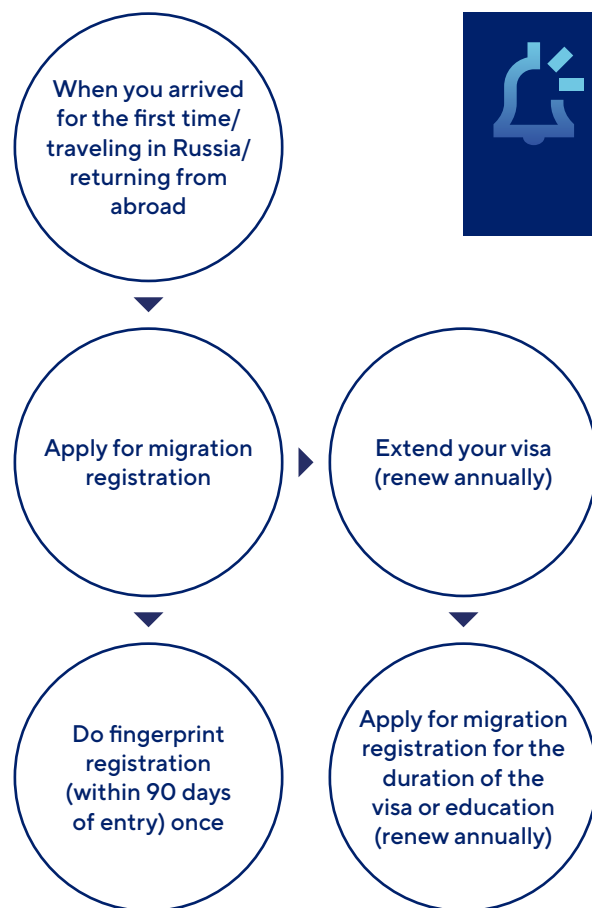 When you arrived
for the first time/
traveling in Russia/
returning from
abroad
Apply for migration
registration
Extend your visa
(renew annually)
Do fingerprint
registration
(within 90 days
of entry) once
Apply for migration
registration for the
duration of the
visa or education
(renew annually)